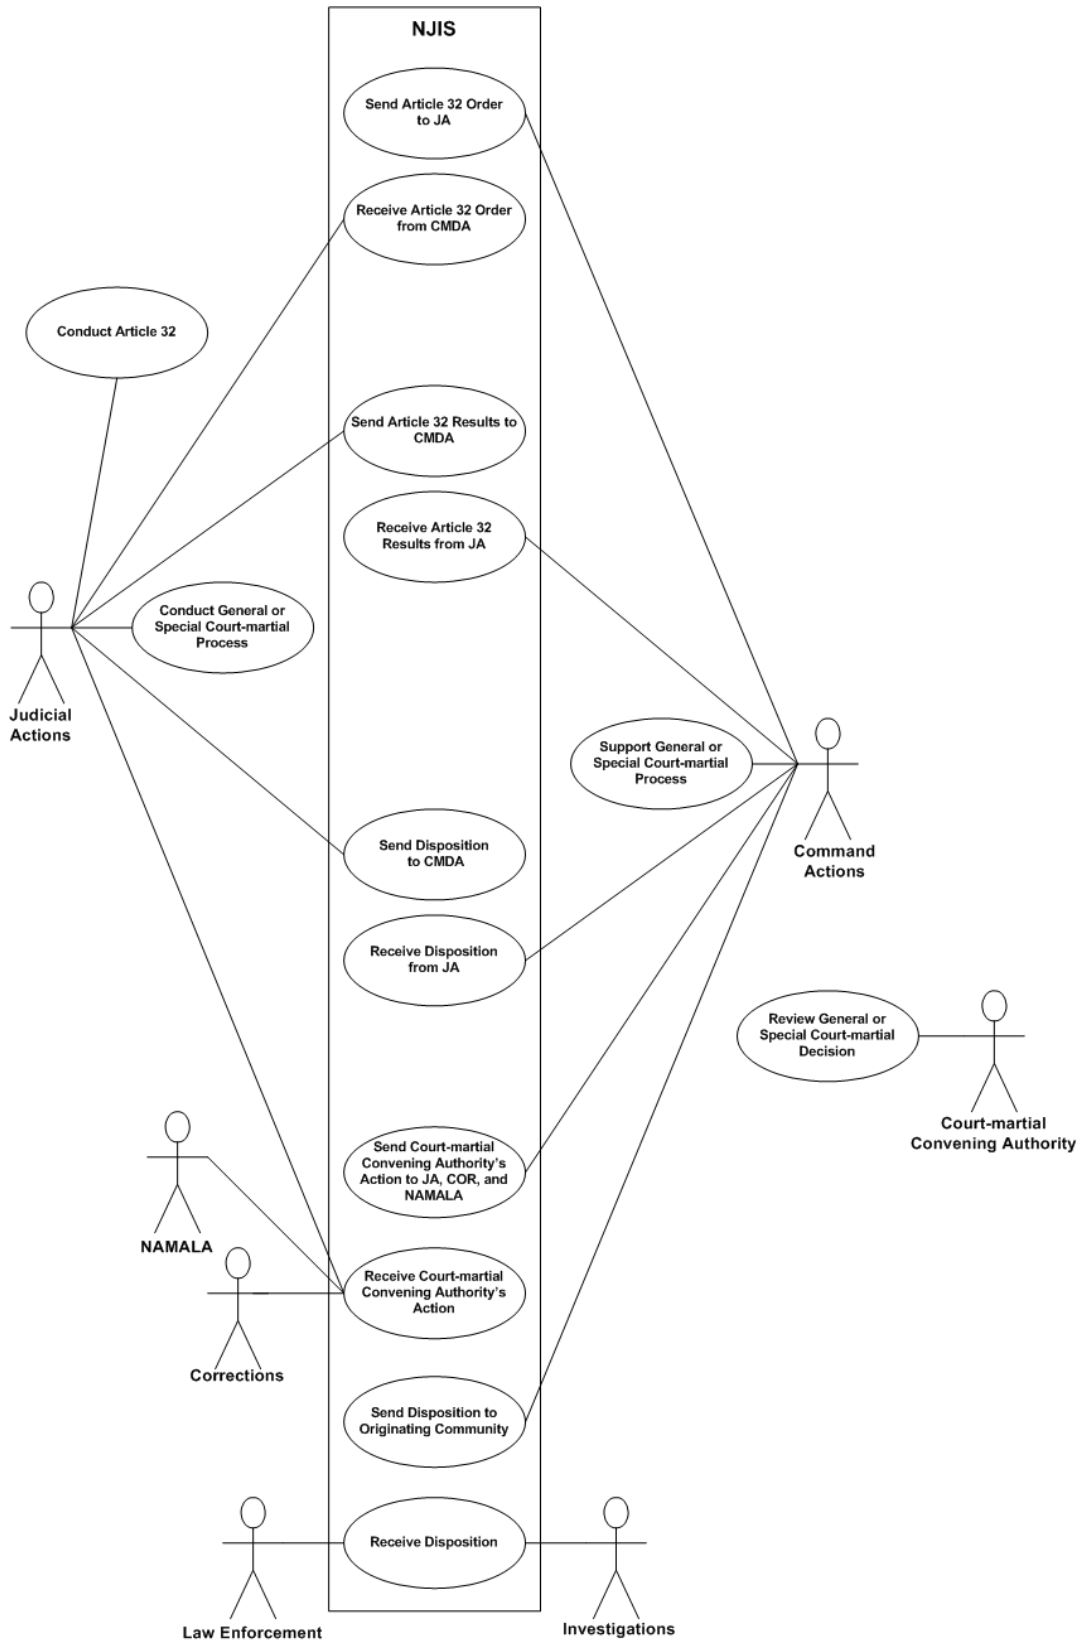 NJIS
Send Article 32 Order
to JA
Receive Article 32 Order
from CMDA
Conduct Article 32
Send Article 32 Results to
CMDA
Receive Article 32
Results from JA
Conduct General or
Special Court-martial
Process
Judicial
Actions
Support General or
Special Court-martial
Process
Command
Actions
Send Disposition
to CMDA
Receive Disposition
from JA
Review General or
Special Court-martial
Decision
Court-martial
Convening Authority
Send Court-martial
Convening Authority's
Action to JA, COR, and
NAMALA
NAMALA
Receive Court-martial
Convening Authority's
Action
Corrections
Send Disposition to
Originating Community
Receive Disposition
Law Enforcement
Investigations